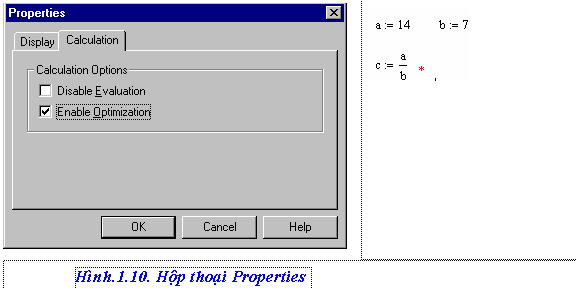 Properties
Display Calculation
Calculation Options
Disable Evaluation
Enable Optimization
OK Cancel Help
a := 14 b := 7
c := a/b *
Hình.1.10. Hộp thoại Properties